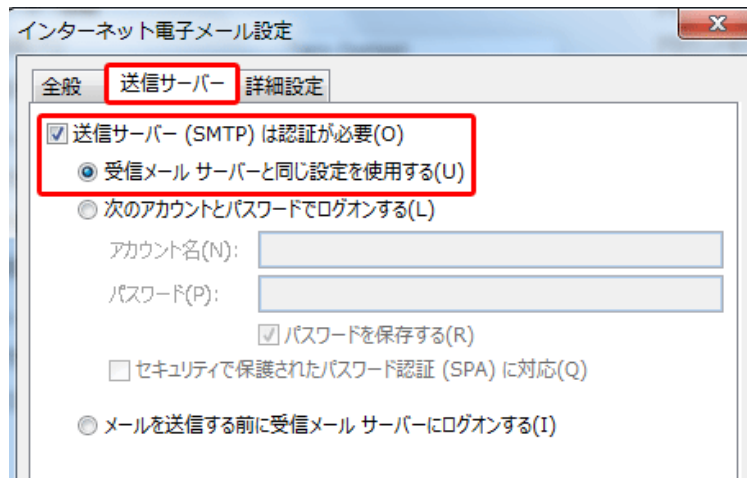 インターネット電子メール設定
全般 送信サーバー 詳細設定
送信サーバー (SMTP) は認証が必要(O)
受信メール サーバーと同じ設定を使用する(U)
次のアカウントとパスワードでログオンする(L)
アカウント名(N):
パスワード(P):
パスワードを保存する(R)
セキュリティで保護されたパスワード認証 (SPA) に対応(Q)
メールを送信する前に受信メール サーバーにログオンする(I)